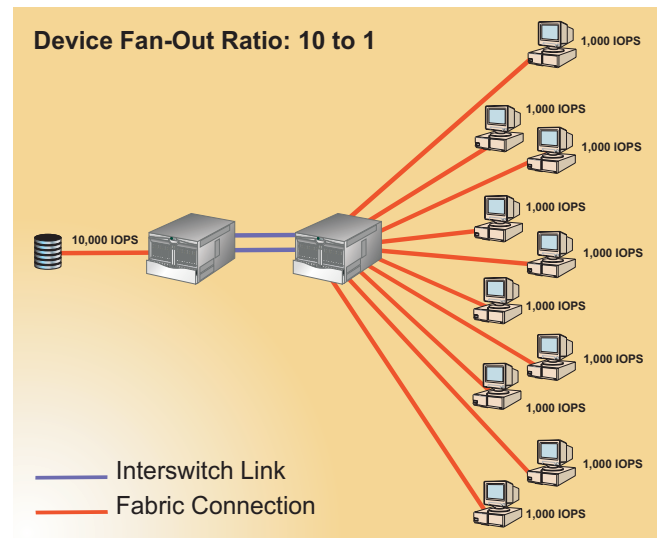 Device Fan-Out Ratio: 10 to 1
1,000 IOPS
1,000 IOPS
1,000 IOPS
1,000 IOPS
10,000 IOPS
1,000 IOPS
1,000 IOPS
1,000 IOPS
1,000 IOPS
1,000 IOPS
1,000 IOPS
Interswitch Link
Fabric Connection